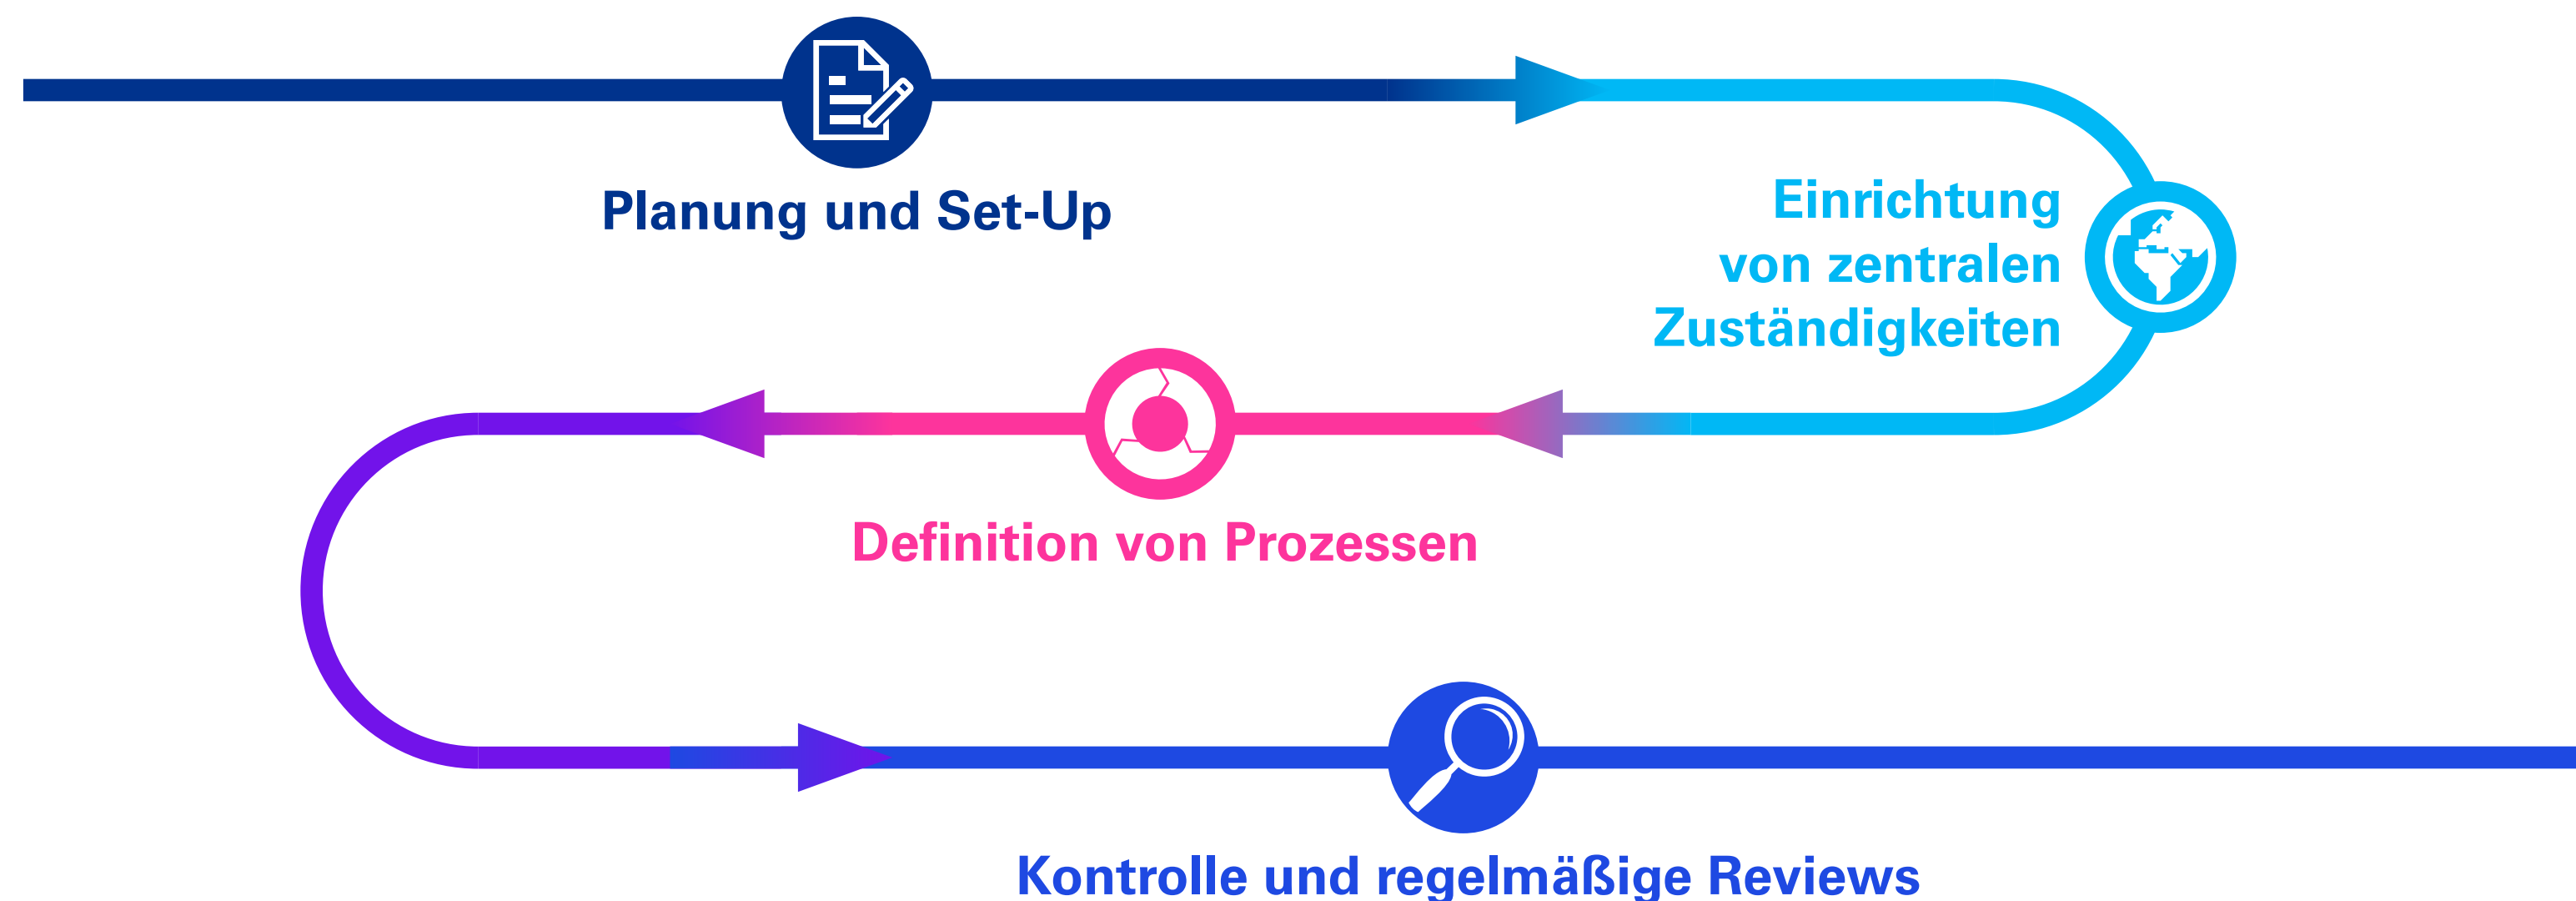 Planung und Set-Up
Einrichtung
von zentralen
Zuständigkeiten
Definition von Prozessen
Kontrolle und regelmäßige Reviews